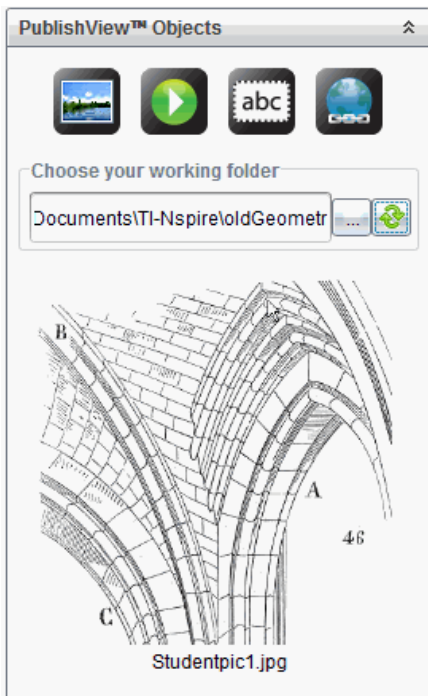 PublishView™ Objects
abc
Choose your working folder
Documents\TI-Nspire\oldGeometr
...
B
A
46
C
Studentpic1.jpg